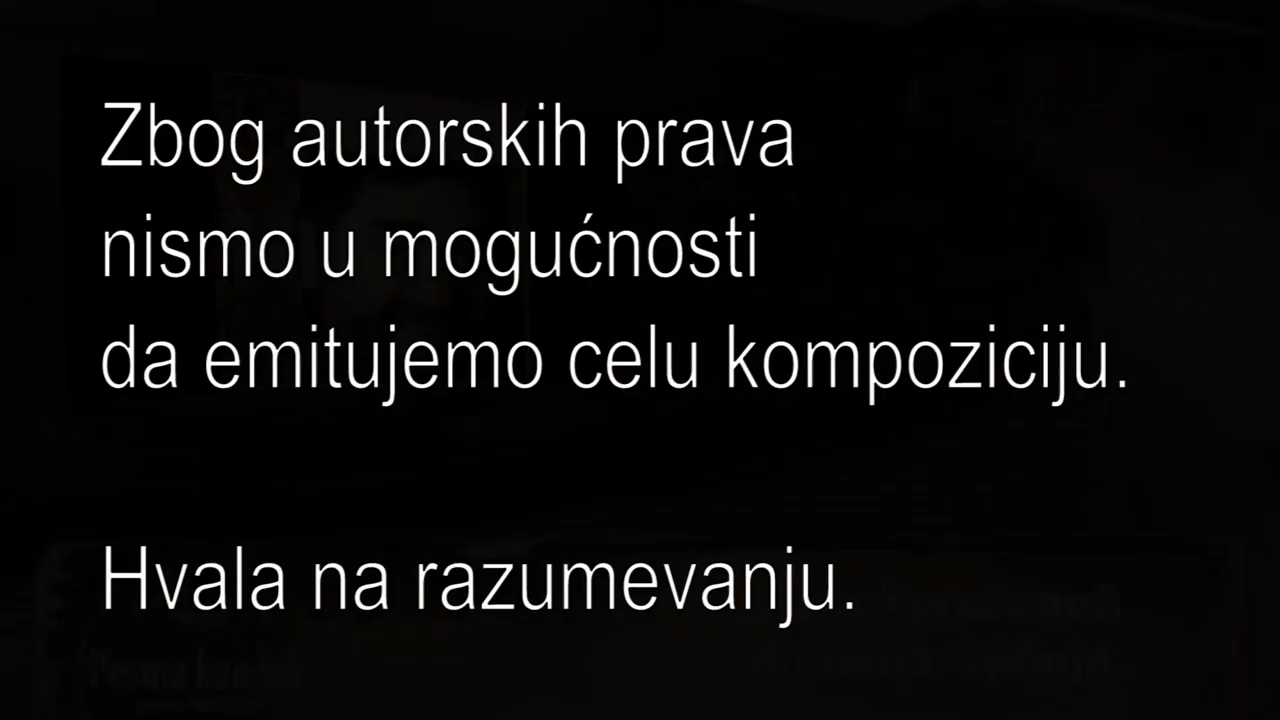 Zbog autorskih prava
nismo u mogućnosti
da emitujemo celu kompoziciju.
Hvala na razumevanju.